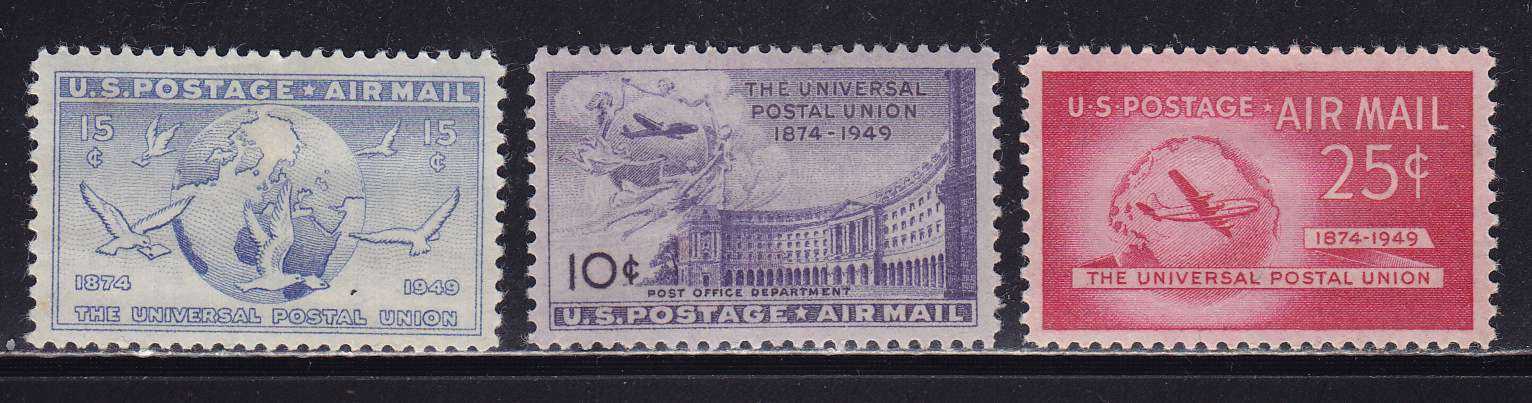 U.S. POSTAGE ★ AIR MAIL
15 ¢ 15 ¢
1874 1949
THE UNIVERSAL POSTAL UNION
THE UNIVERSAL
POSTAL UNION
1874-1949
10¢
POST OFFICE DEPARTMENT
U.S. POSTAGE ★ AIR MAIL
U·S·POSTAGE ★ AIR MAIL
25¢
1874-1949
THE UNIVERSAL POSTAL UNION